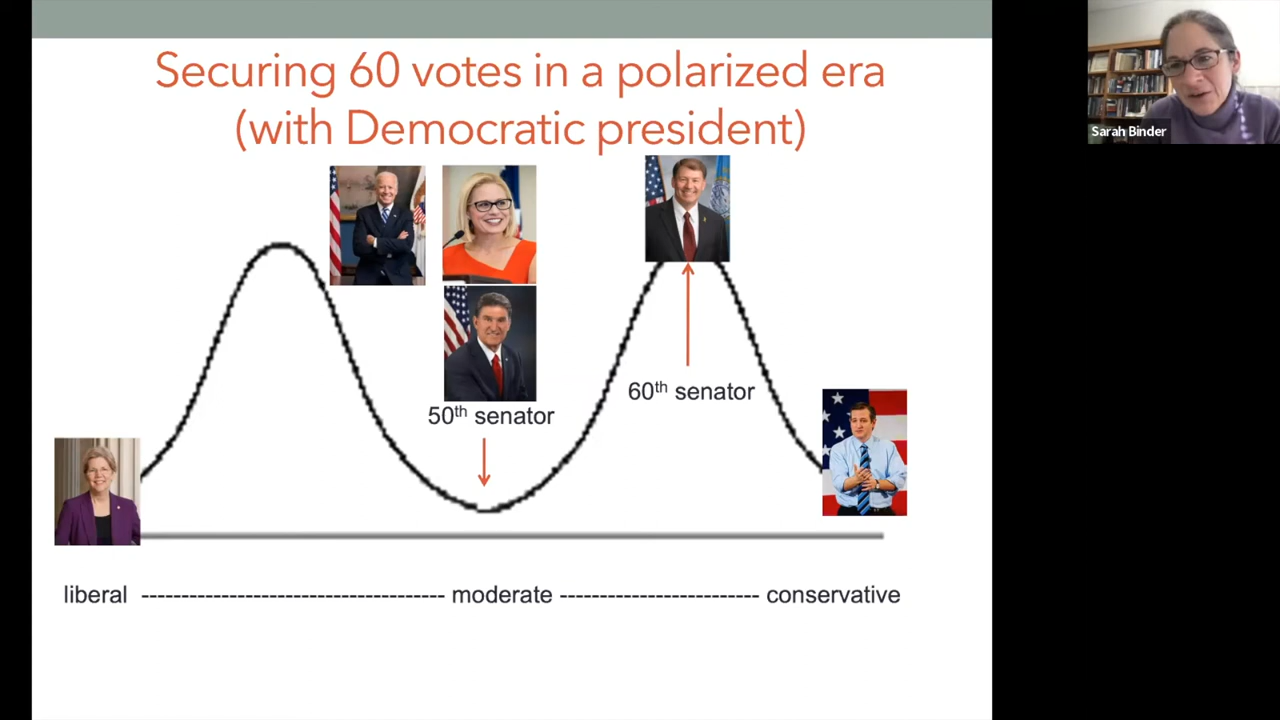 Securing 60 votes in a polarized era
(with Democratic president)
Sarah Binder
60th senator
50th senator
liberal ------------------------------------- moderate ------------------------ conservative